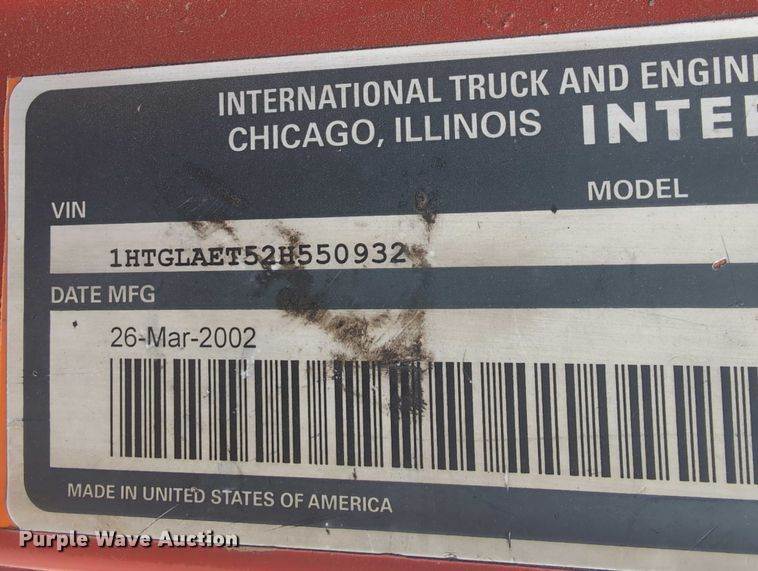 INTERNATIONAL TRUCK AND ENGIN
CHICAGO, ILLINOIS INTE
MODEL
VIN
1HTGLAET52H550932
DATE MFG
26-Mar-2002
MADE IN UNITED STATES OF AMERICA
Purple Wave Auction